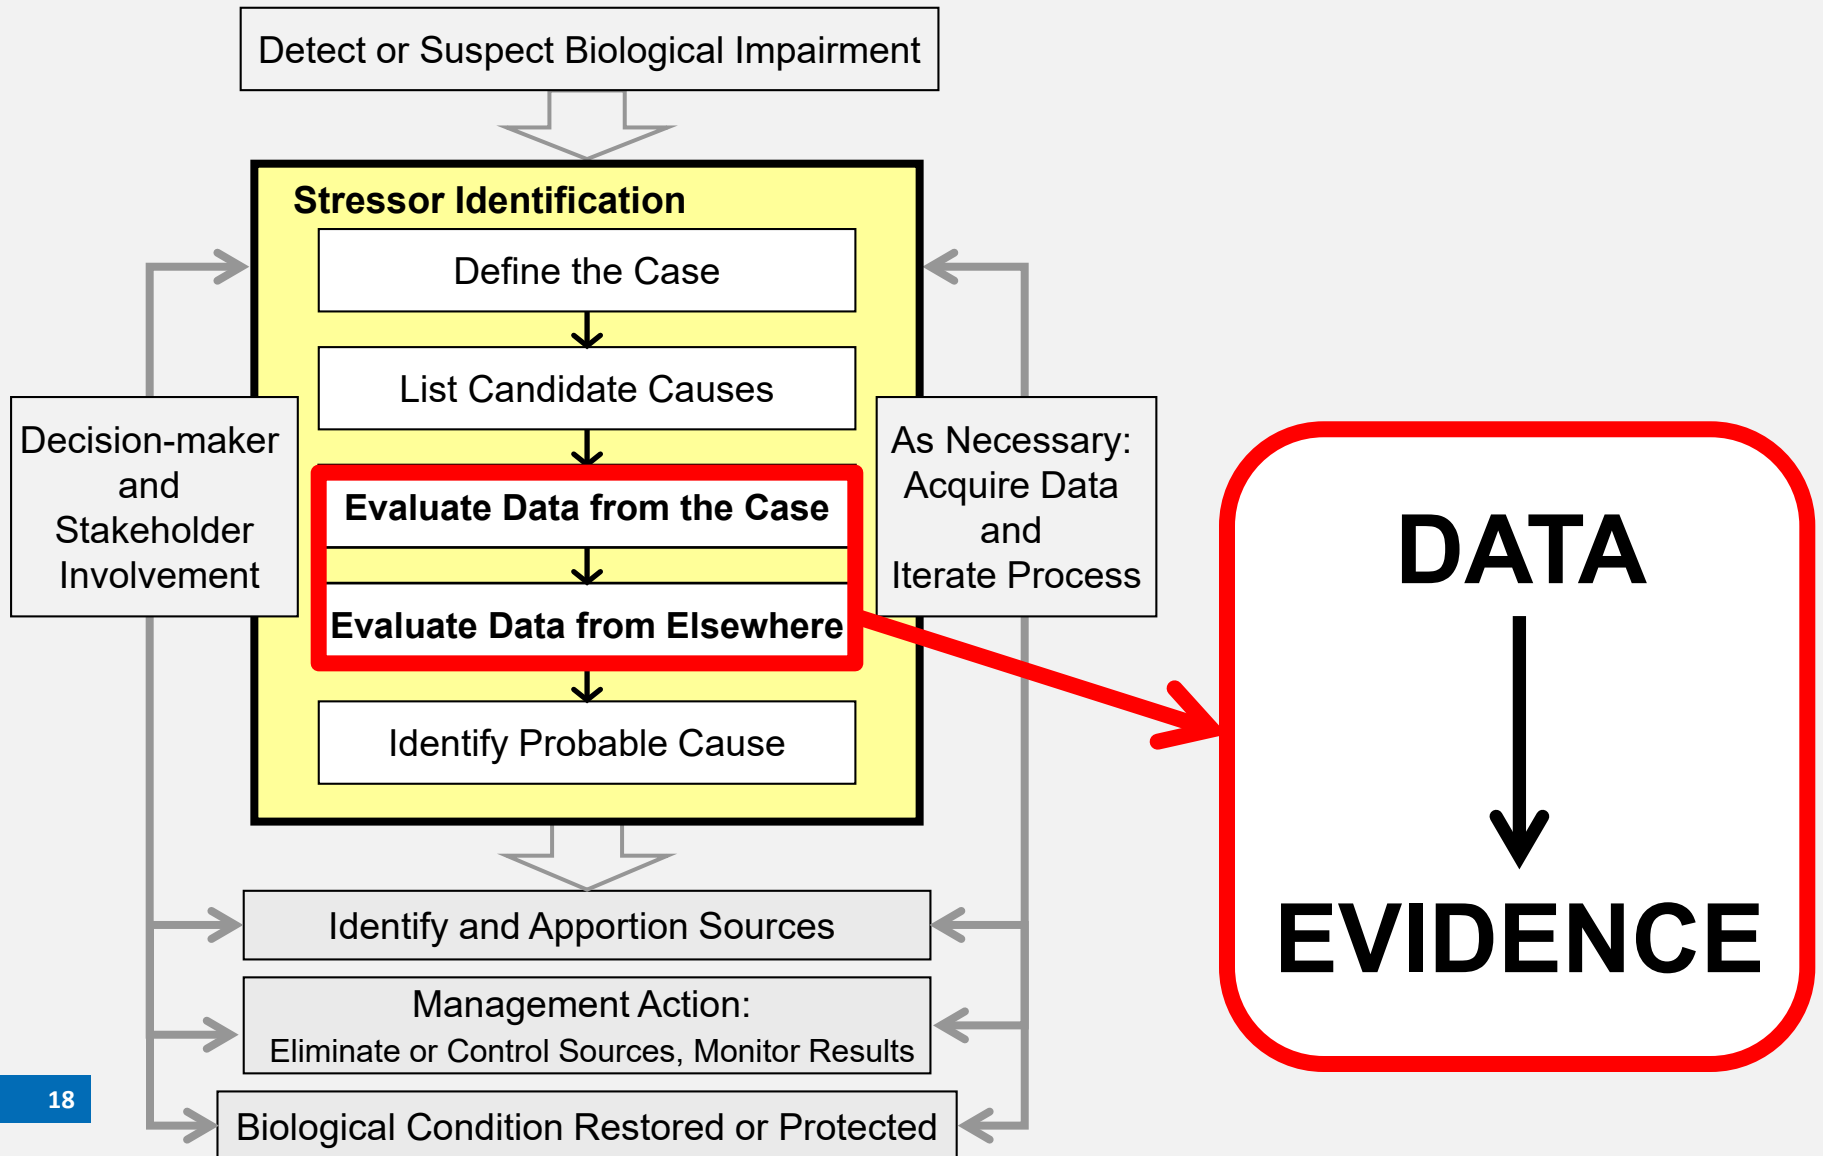 Detect or Suspect Biological Impairment
Stressor Identification
Define the Case
List Candidate Causes
Evaluate Data from the Case
Evaluate Data from Elsewhere
Identify Probable Cause
Decision-maker
and
Stakeholder
Involvement
As Necessary:
Acquire Data
and
Iterate Process
DATA
EVIDENCE
Identify and Apportion Sources
Management Action:
Eliminate or Control Sources, Monitor Results
Biological Condition Restored or Protected
18